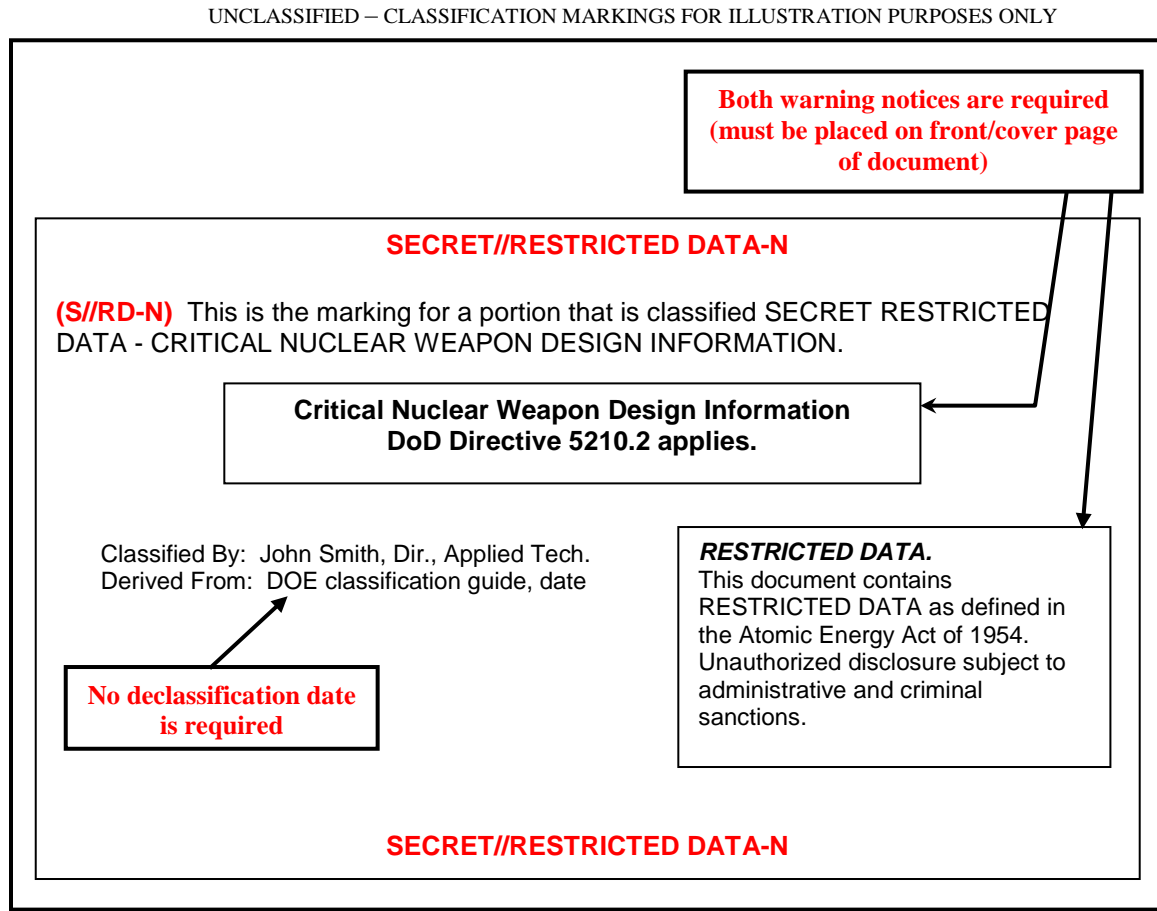 UNCLASSIFIED – CLASSIFICATION MARKINGS FOR ILLUSTRATION PURPOSES ONLY
Both warning notices are required
(must be placed on front/cover page
of document)
SECRET//RESTRICTED DATA-N
(S//RD-N) This is the marking for a portion that is classified SECRET RESTRICTED
DATA - CRITICAL NUCLEAR WEAPON DESIGN INFORMATION.
Critical Nuclear Weapon Design Information
DoD Directive 5210.2 applies.
Classified By: John Smith, Dir., Applied Tech.
Derived From: DOE classification guide, date
RESTRICTED DATA.
This document contains
RESTRICTED DATA as defined in
the Atomic Energy Act of 1954.
Unauthorized disclosure subject to
administrative and criminal
sanctions.
No declassification date
is required
SECRET//RESTRICTED DATA-N